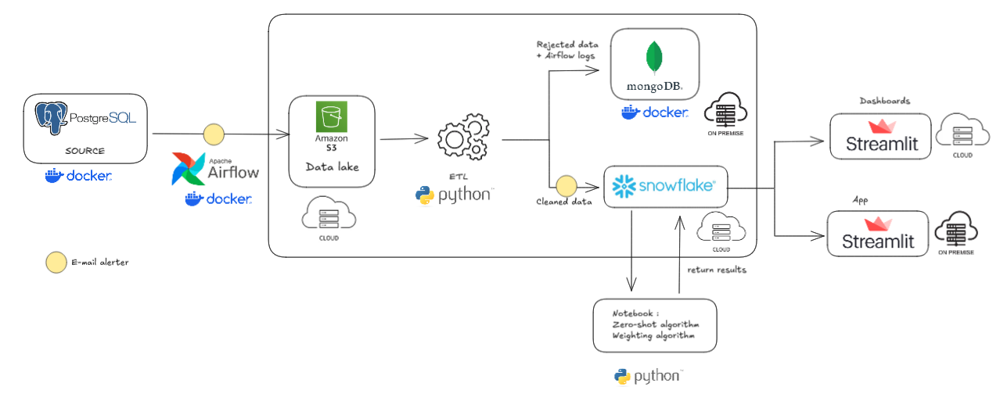 PostgreSQL
SOURCE
docker
Apache
Airflow
docker
E-mail alerter
Amazon
S3
Data lake
CLOUD
ETL
python™
Rejected data
+ Airflow logs
mongoDB®
docker
ON PREMISE
Cleaned data
snowflake®
CLOUD
return results
Notebook :
Zero-shot algorithm
Weighting algorithm
python™
Dashboards
Streamlit
CLOUD
App
Streamlit
ON PREMISE